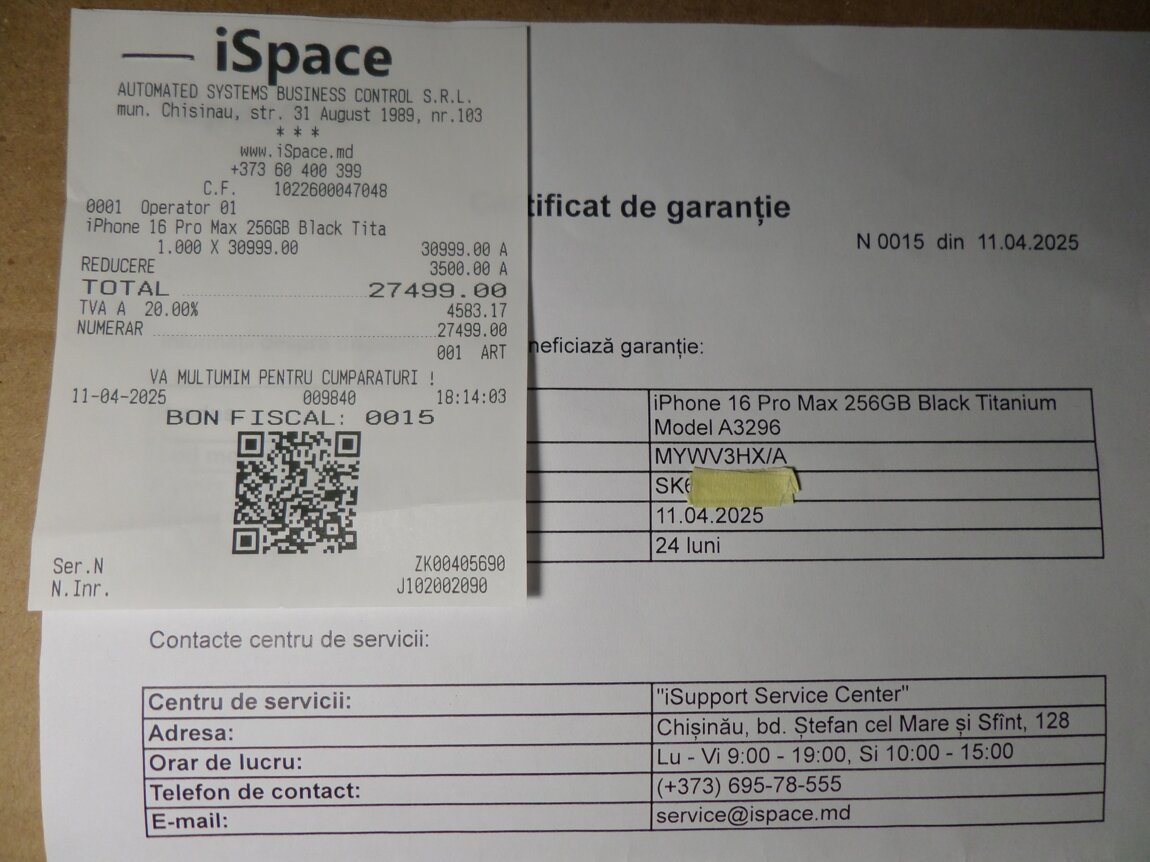 iSpace
AUTOMATED SYSTEMS BUSINESS CONTROL S.R.L.
mun. Chisinau, str. 31 August 1989, nr.103
* * *
www.iSpace.md
+373 60 400 399
C.F. 1022600047048
0001 Operator 01
iPhone 16 Pro Max 256GB Black Tita
1.000 X 30999.00 30999.00 A
REDUCERE 3500.00 A
TOTAL 27499.00
TVA A 20.00% 4583.17
NUMERAR 27499.00
001 ART
VA MULTUMIM PENTRU CUMPARATURI !
11-04-2025 009840 18:14:03
BON FISCAL: 0015
Ser.N ZK00405690
N.Inr. J102002090
tificat de garanție
N 0015 din 11.04.2025
neficiază garanție:
iPhone 16 Pro Max 256GB Black Titanium
Model A3296
MYWV3HX/A
SK6
11.04.2025
24 luni
Contacte centru de servicii:
Centru de servicii: "iSupport Service Center"
Adresa: Chișinău, bd. Ștefan cel Mare și Sfînt, 128
Orar de lucru: Lu - Vi 9:00 - 19:00, Si 10:00 - 15:00
Telefon de contact: (+373) 695-78-555
E-mail: service@ispace.md